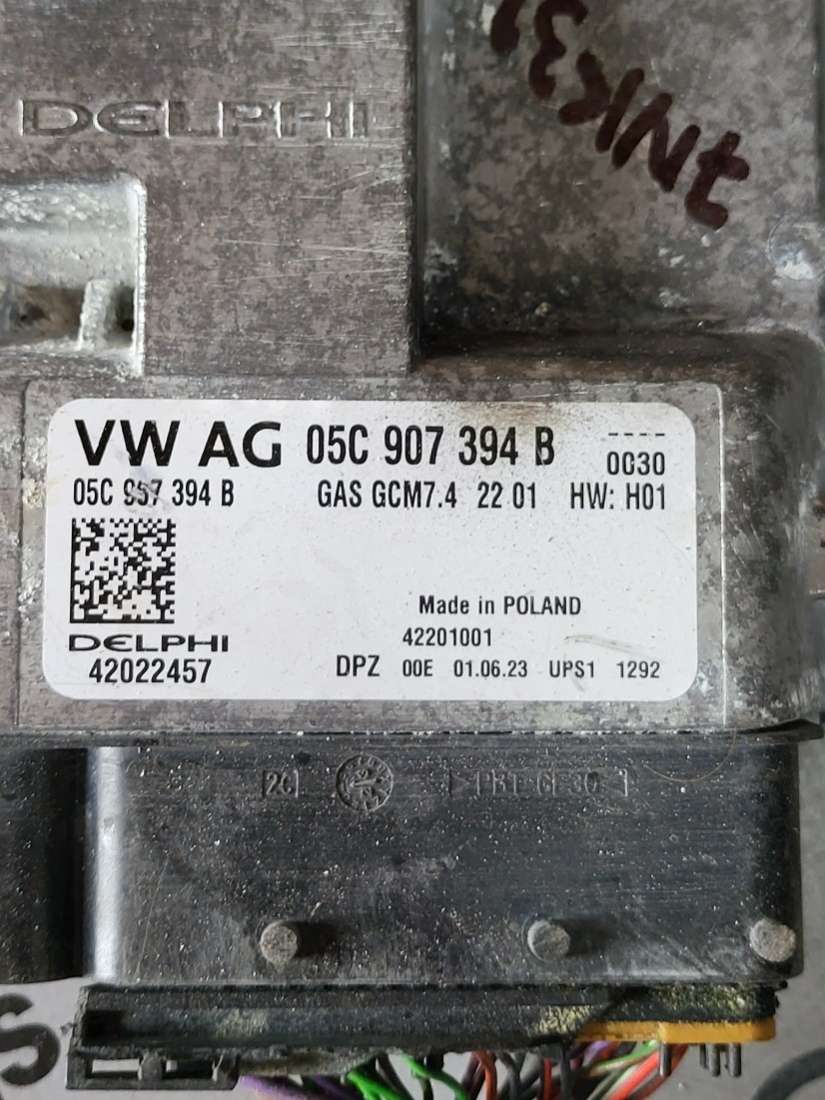 DELPHI
VW AG 05C 907 394 B ----
0030
05C 957 394 B GAS GCM7.4 22 01 HW: H01
Made in POLAND
DELPHI 42201001
42022457 DPZ 00E 01.06.23 UPS1 1292